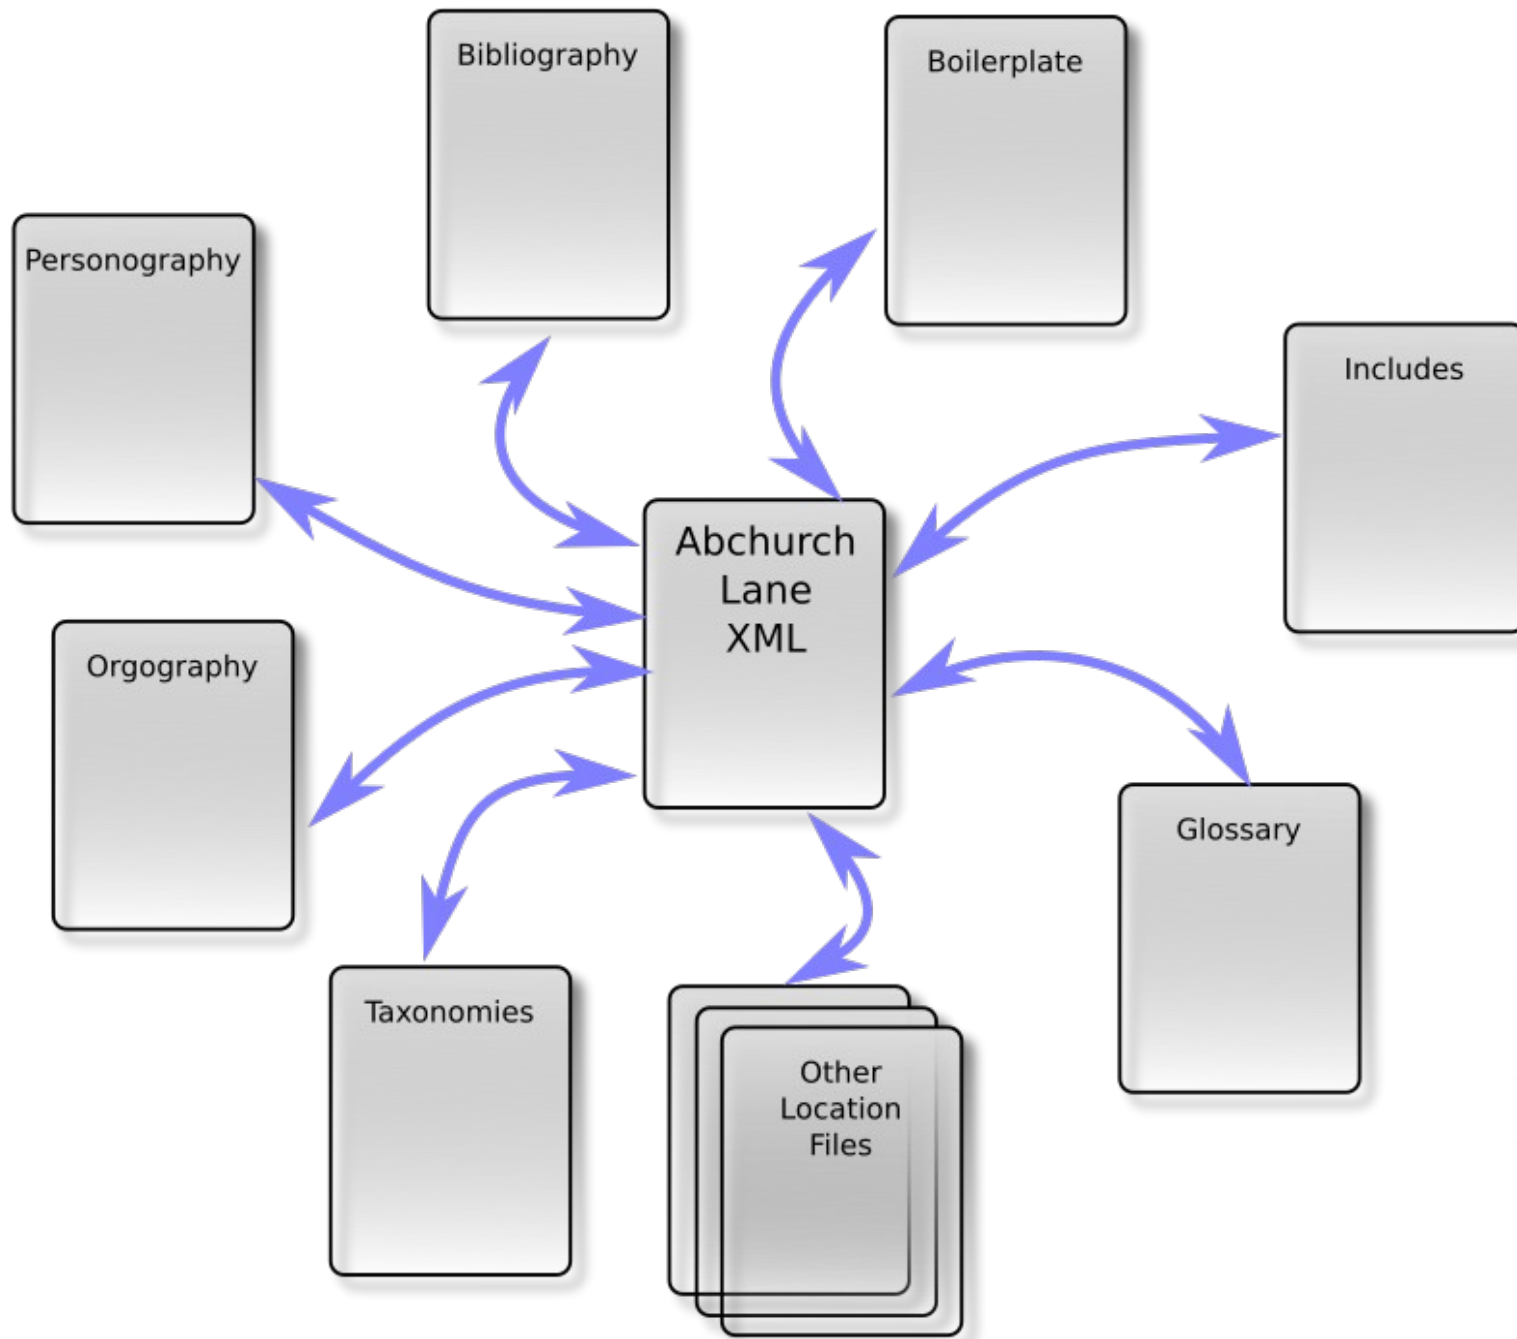 Bibliography
Boilerplate
Personography
Includes
Abchurch
Lane
XML
Orgography
Glossary
Taxonomies
Other
Location
Files